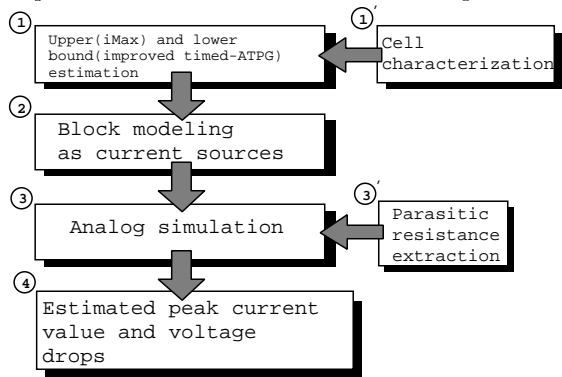 1
Upper(iMax) and lower
bound(improved timed-ATPG)
estimation
1'
Cell
characterization
2
Block modeling
as current sources
3
Analog simulation
3'
Parasitic
resistance
extraction
4
Estimated peak current
value and voltage
drops